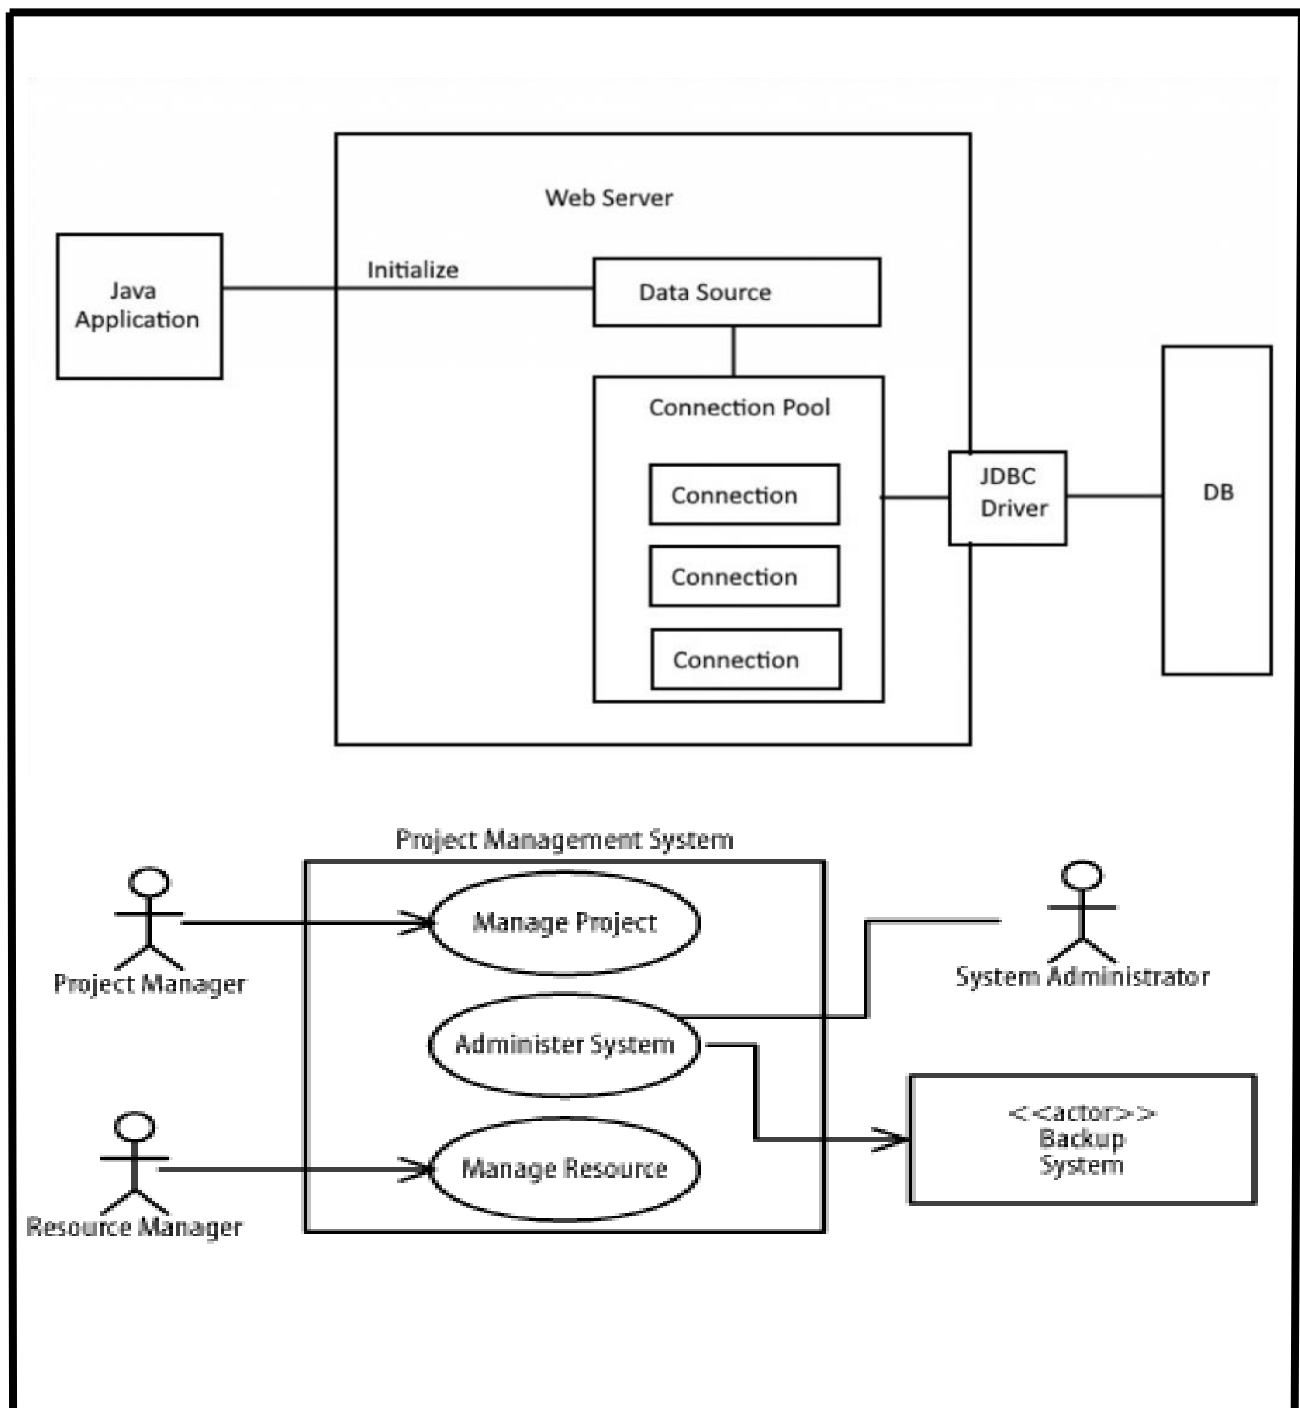 Web Server
Initialize
Java
Application
Data Source
Connection Pool
Connection
Connection
Connection
JDBC
Driver
DB
Project Management System
Manage Project
Project Manager
System Administrator
Administer System
<<actor>>
Backup
System
Manage Resource
Resource Manager